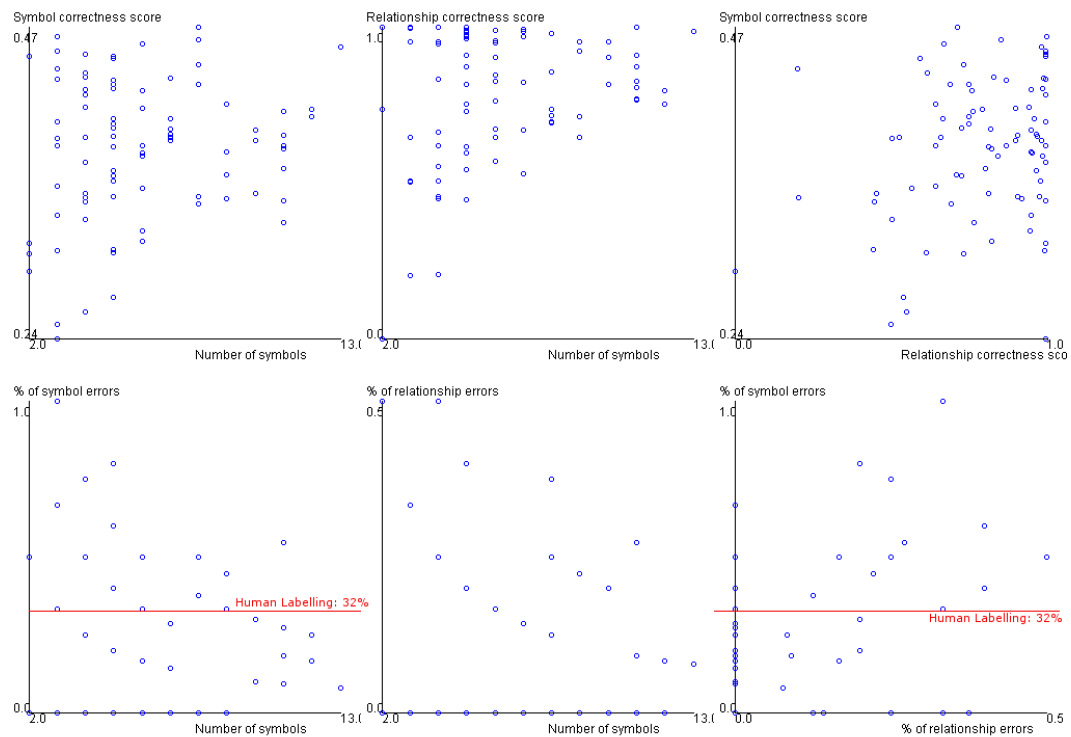 Symbol correctness score
0.47
0.24
2.0
13.0
Number of symbols
Relationship correctness score
1.0
0.0
2.0
13.0
Number of symbols
Symbol correctness score
0.47
0.24
0.0
1.0
Relationship correctness sco
% of symbol errors
1.0
0.0
2.0
13.0
Number of symbols
Human Labelling: 32%
% of relationship errors
0.5
0.0
2.0
13.0
Number of symbols
% of symbol errors
1.0
0.0
0.0
0.5
% of relationship errors
Human Labelling: 32%